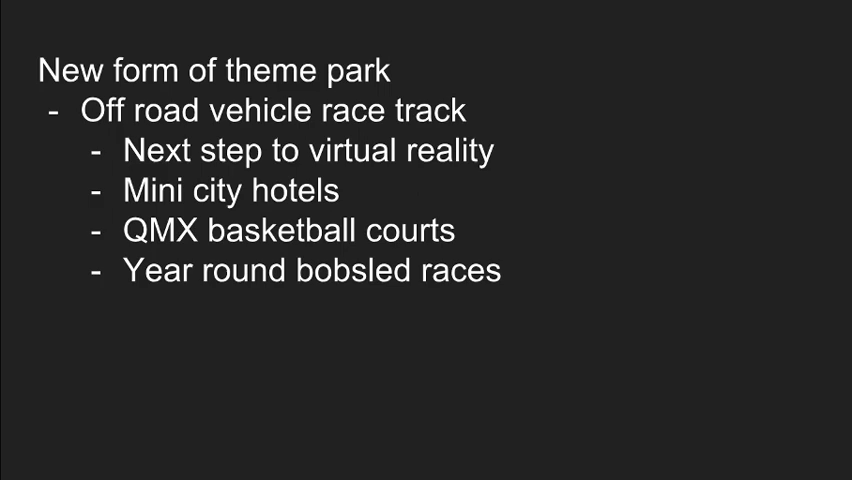 New form of theme park
- Off road vehicle race track
- Next step to virtual reality
- Mini city hotels
- QMX basketball courts
- Year round bobsled races